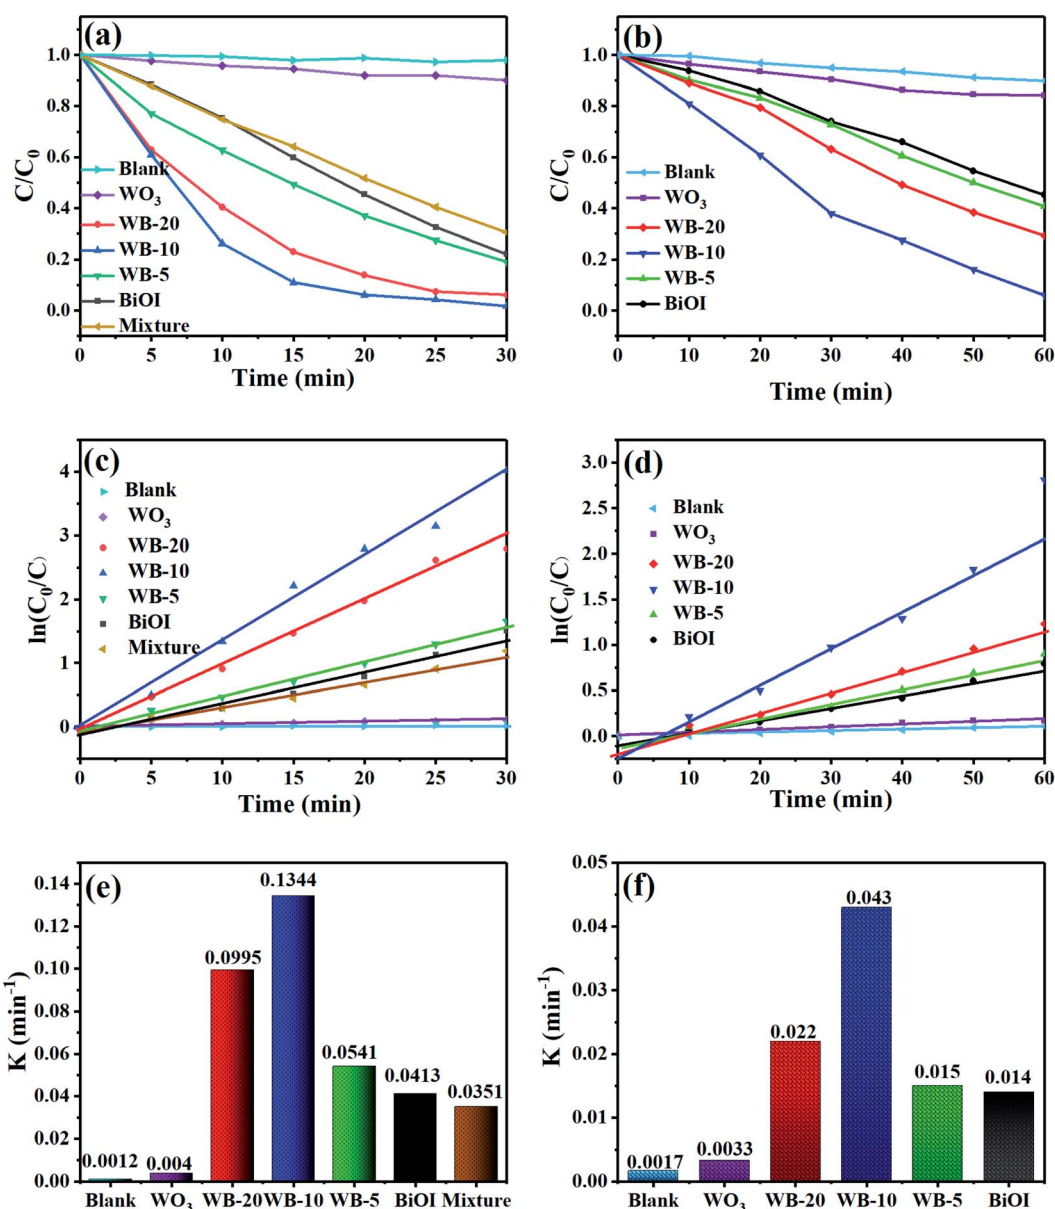 (a)
C/C0
1.0
0.8
0.6
0.4
0.2
0.0
Blank
WO3
WB-20
WB-10
WB-5
BiOI
Mixture
0 5 10 15 20 25 30
Time (min)
(b)
C/C0
1.0
0.8
0.6
0.4
0.2
0.0
Blank
WO3
WB-20
WB-10
WB-5
BiOI
0 10 20 30 40 50 60
Time (min)
(c)
ln(C0/C)
4
3
2
1
0
Blank
WO3
WB-20
WB-10
WB-5
BiOI
Mixture
0 5 10 15 20 25 30
Time (min)
(d)
ln(C0/C)
3.0
2.5
2.0
1.5
1.0
0.5
0.0
Blank
WO3
WB-20
WB-10
WB-5
BiOI
0 10 20 30 40 50 60
Time (min)
(e)
K (min-1)
0.14
0.12
0.10
0.08
0.06
0.04
0.02
0.00
0.0012
0.004
0.0995
0.1344
0.0541
0.0413
0.0351
Blank WO3 WB-20 WB-10 WB-5 BiOI Mixture
(f)
K (min-1)
0.05
0.04
0.03
0.02
0.01
0.00
0.0017
0.0033
0.022
0.043
0.015
0.014
Blank WO3 WB-20 WB-10 WB-5 BiOI